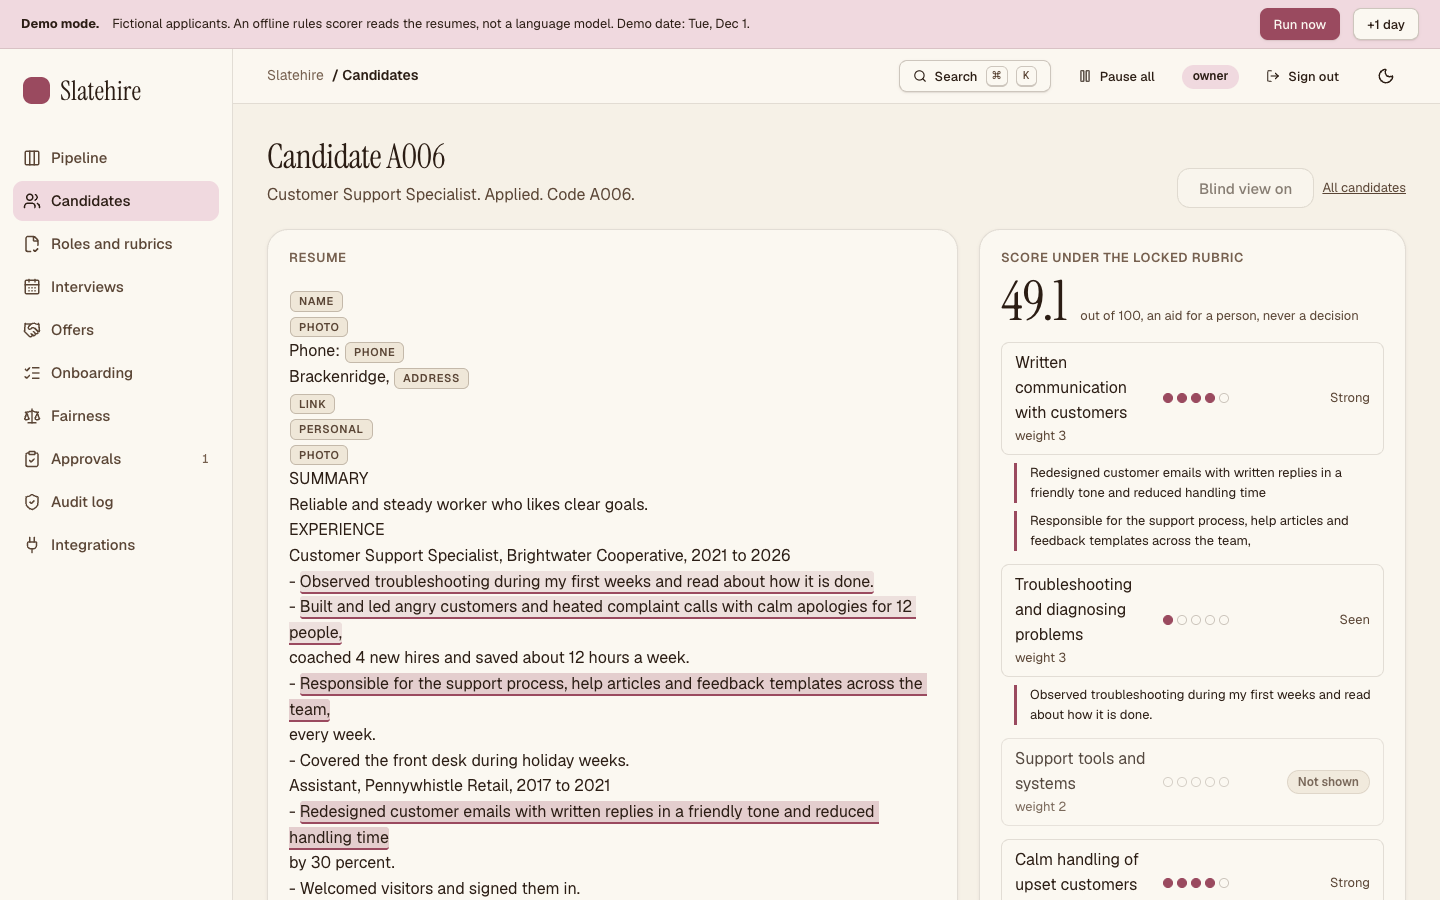 Demo mode. Fictional applicants. An offline rules scorer reads the resumes, not a language model. Demo date: Tue, Dec 1.
Run now
+1 day
Slatehire
Pipeline
Candidates
Roles and rubrics
Interviews
Offers
Onboarding
Fairness
Approvals 1
Audit log
Integrations
Slatehire / Candidates
Search ⌘ K
Pause all
owner
Sign out
Candidate A006
Customer Support Specialist. Applied. Code A006.
Blind view on
All candidates
RESUME
NAME
PHOTO
Phone: PHONE
Brackenridge, ADDRESS
LINK
PERSONAL
PHOTO
SUMMARY
Reliable and steady worker who likes clear goals.
EXPERIENCE
Customer Support Specialist, Brightwater Cooperative, 2021 to 2026
- Observed troubleshooting during my first weeks and read about how it is done.
- Built and led angry customers and heated complaint calls with calm apologies for 12
people,
coached 4 new hires and saved about 12 hours a week.
- Responsible for the support process, help articles and feedback templates across the
team,
every week.
- Covered the front desk during holiday weeks.
Assistant, Pennywhistle Retail, 2017 to 2021
- Redesigned customer emails with written replies in a friendly tone and reduced
handling time
by 30 percent.
- Welcomed visitors and signed them in.
SCORE UNDER THE LOCKED RUBRIC
49.1 out of 100, an aid for a person, never a decision
Written
communication
with customers
weight 3
Strong
Redesigned customer emails with written replies in a
friendly tone and reduced handling time
Responsible for the support process, help articles and
feedback templates across the team,
Troubleshooting
and diagnosing
problems
weight 3
Seen
Observed troubleshooting during my first weeks and read
about how it is done.
Support tools and
systems
weight 2
Not shown
Calm handling of
upset customers
Strong